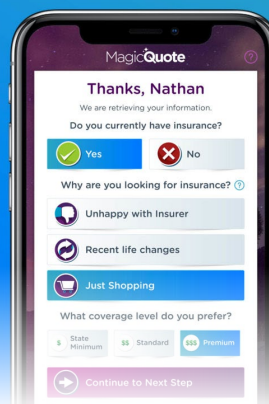 MagicQuote ?
Thanks, Nathan
We are retrieving your information.
Do you currently have insurance?
Yes No
Why are you looking for insurance? ?
Unhappy with Insurer
Recent life changes
Just Shopping
What coverage level do you prefer?
$ State
Minimum $$ Standard $$$ Premium
Continue to Next Step